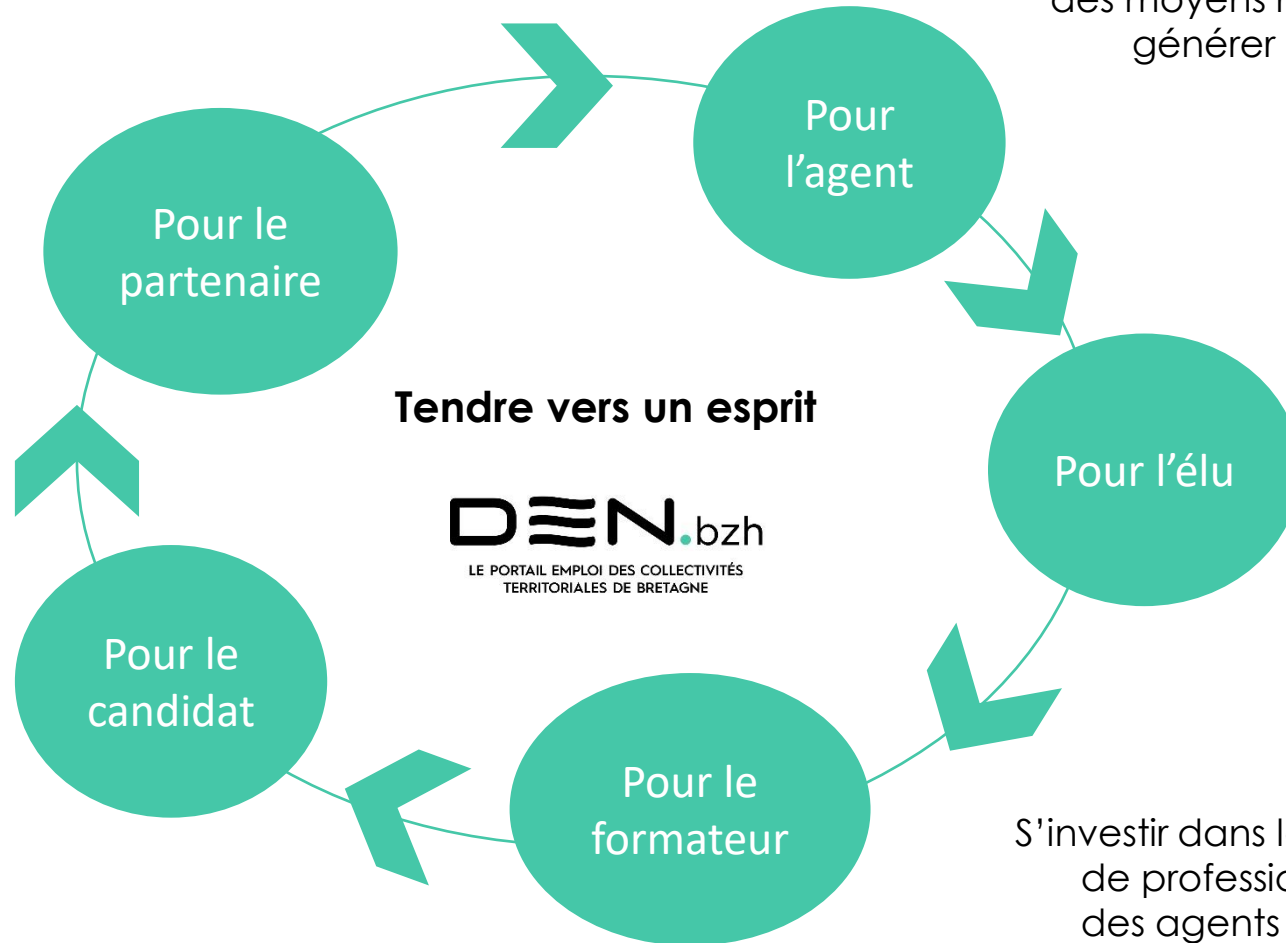 des moyens
générer
Pour
l’agent
Pour le
partenaire
Tendre vers un esprit
Pour l’élu
DEN.bzh
LE PORTAIL EMPLOI DES COLLECTIVITÉS
TERRITORIALES DE BRETAGNE
Pour le
candidat
Pour le
formateur
S’investir dans
de
des agents